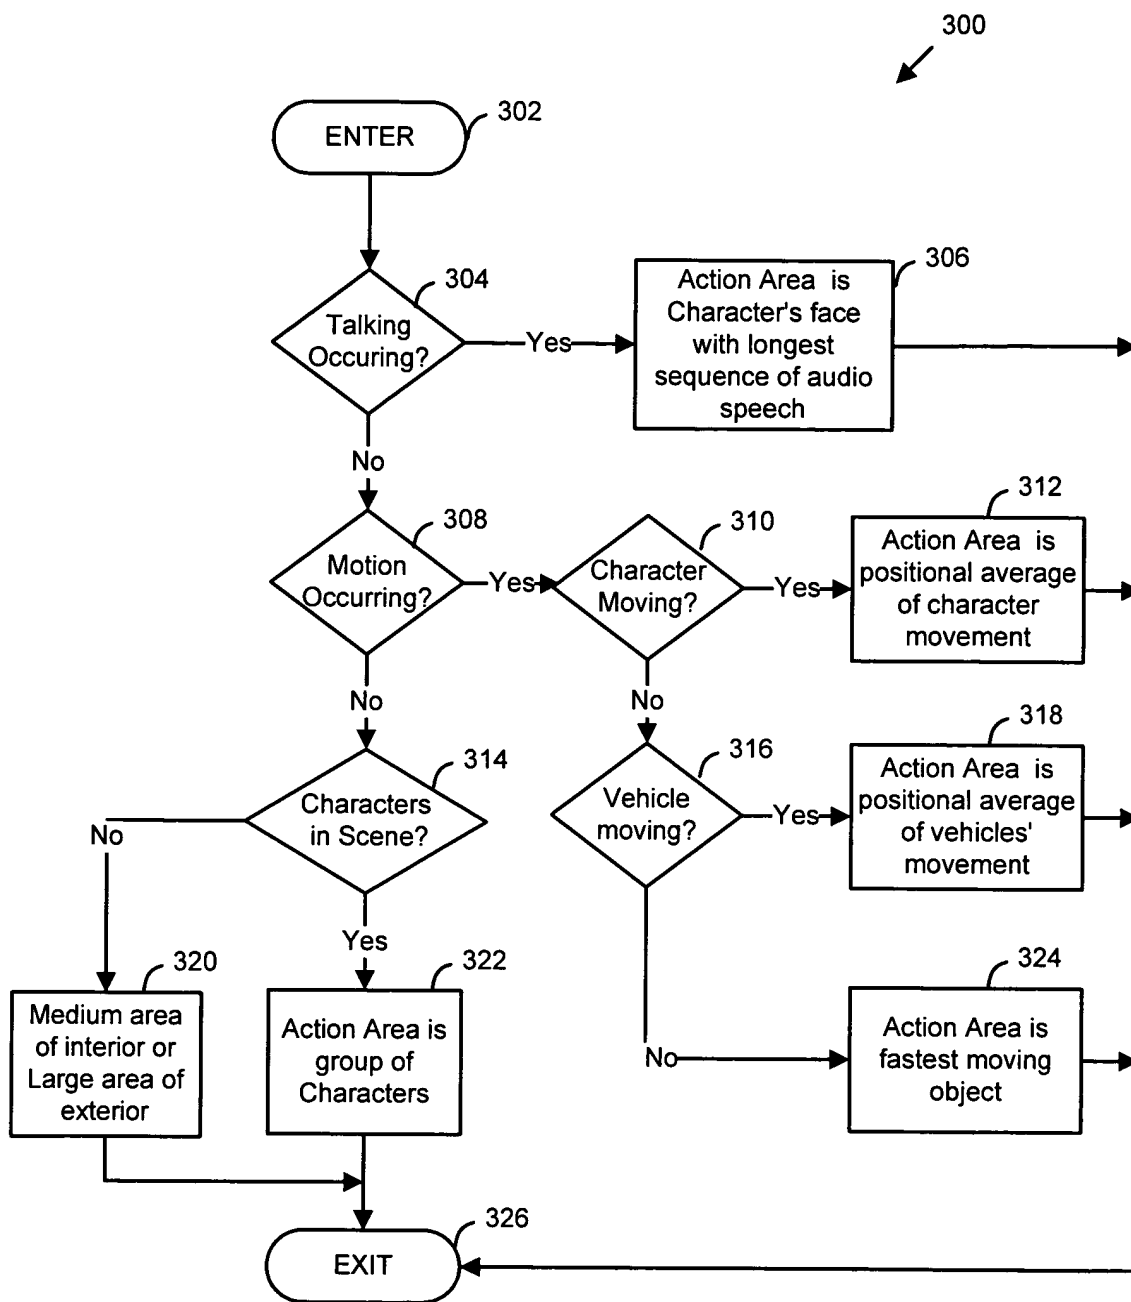 300
ENTER
302
304
Talking
Occuring?
Yes
306
Action Area is
Character's face
with longest
sequence of audio
speech
No
308
Motion
Occurring?
Yes
310
Character
Moving?
Yes
312
Action Area is
positional average
of character
movement
No
No
314
Characters
in Scene?
316
Vehicle
moving?
Yes
318
Action Area is
positional average
of vehicles'
movement
No
Yes
320
Medium area
of interior or
Large area of
exterior
322
Action Area is
group of
Characters
No
324
Action Area is
fastest moving
object
326
EXIT